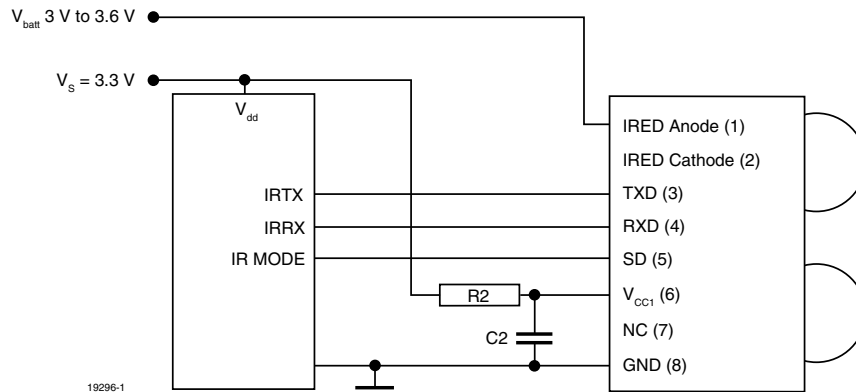 V_batt 3 V to 3.6 V
V_S = 3.3 V
V_dd
IRTX
IRRX
IR MODE
R2
C2
IRED Anode (1)
IRED Cathode (2)
TXD (3)
RXD (4)
SD (5)
V_CC1 (6)
NC (7)
GND (8)
19296-1